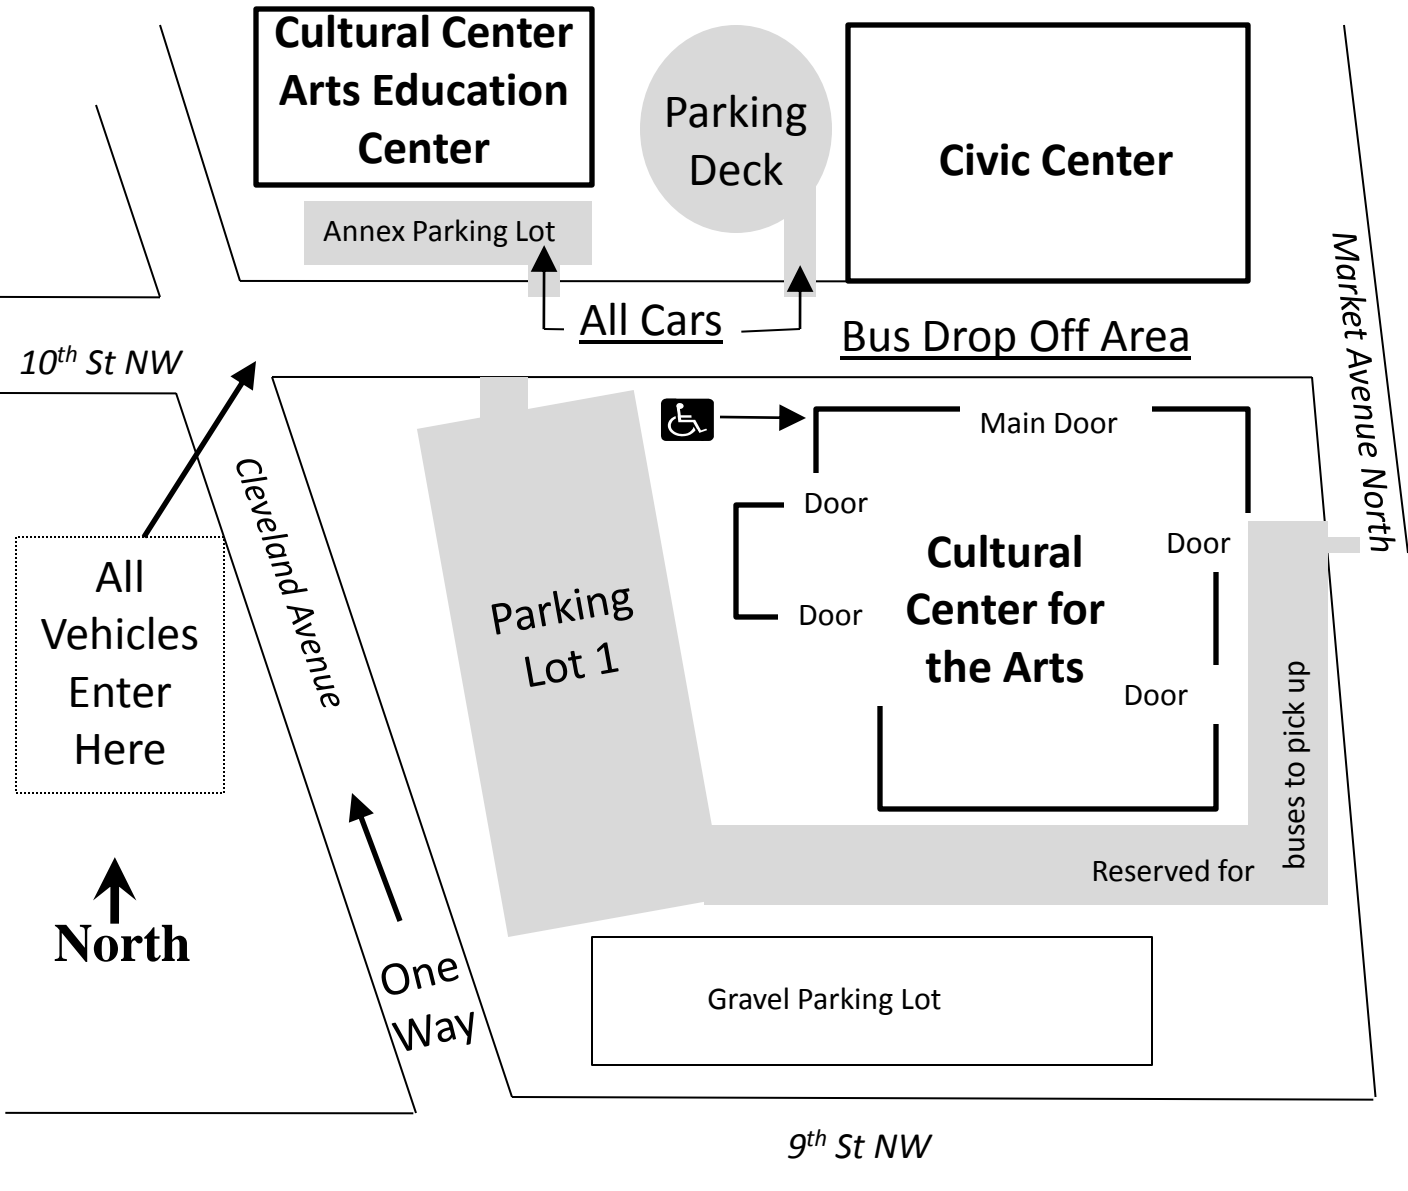 Cultural Center
Arts Education
Center
Parking
Deck
Civic Center
Annex Parking Lot
All Cars
Bus Drop Off Area
10th St NW
Market Avenue North
Main Door
Door
Door
Door
Door
Cultural
Center for
the Arts
Cleveland Avenue
Parking
Lot 1
All
Vehicles
Enter
Here
buses to pick up
Reserved for
North
One
Way
Gravel Parking Lot
9th St NW